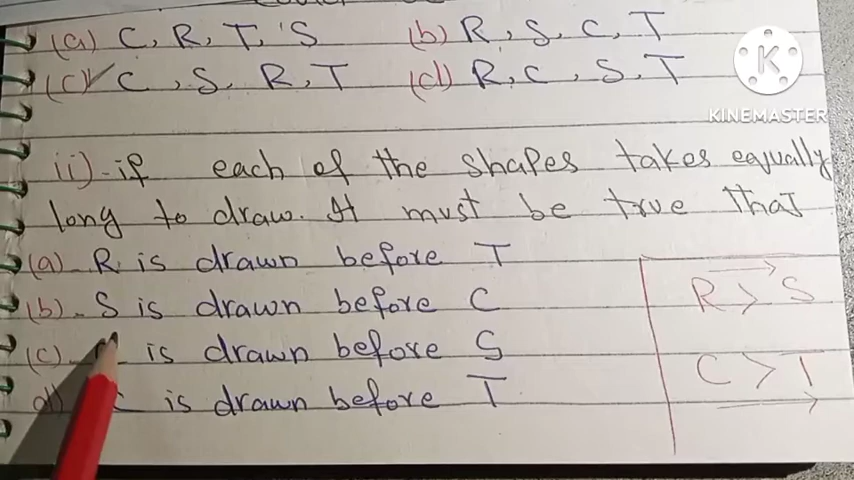 (a) C, R, T, S (b) R, S, C, T
(c) ✓ C, S, R, T (d) R, C, S, T
K
KINEMASTER
ii) - if each of the shapes takes equally
long to draw. It must be true that
(a) R is drawn before T
(b) S is drawn before C
(c) is drawn before S
d) is drawn before T
R > S
C > T